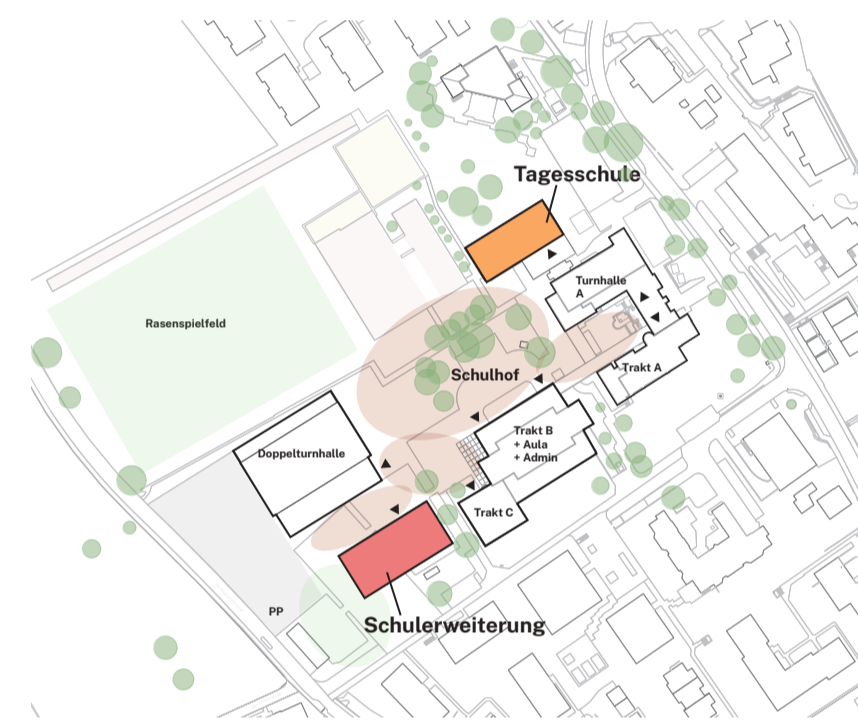 Tagesschule
Turnhalle
A
Rasenspielfeld
Trakt A
Schulhof
Trakt B
+ Aula
+ Admin
Doppelturnhalle
Trakt C
PP
Schulerweiterung